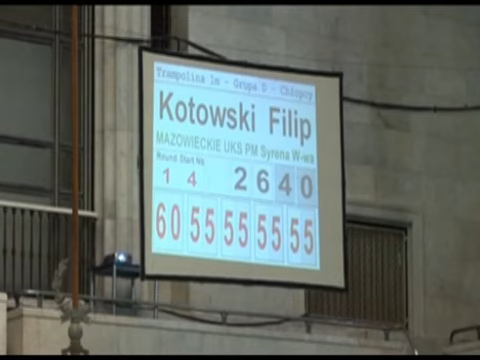 Trampolina 1m - Grupa D - Chłopcy
Kotowski Filip
MAZOWIECKIE UKS PM Syrena W-wa
Round Start Nr
1 4 2640
60 55 55 55 55